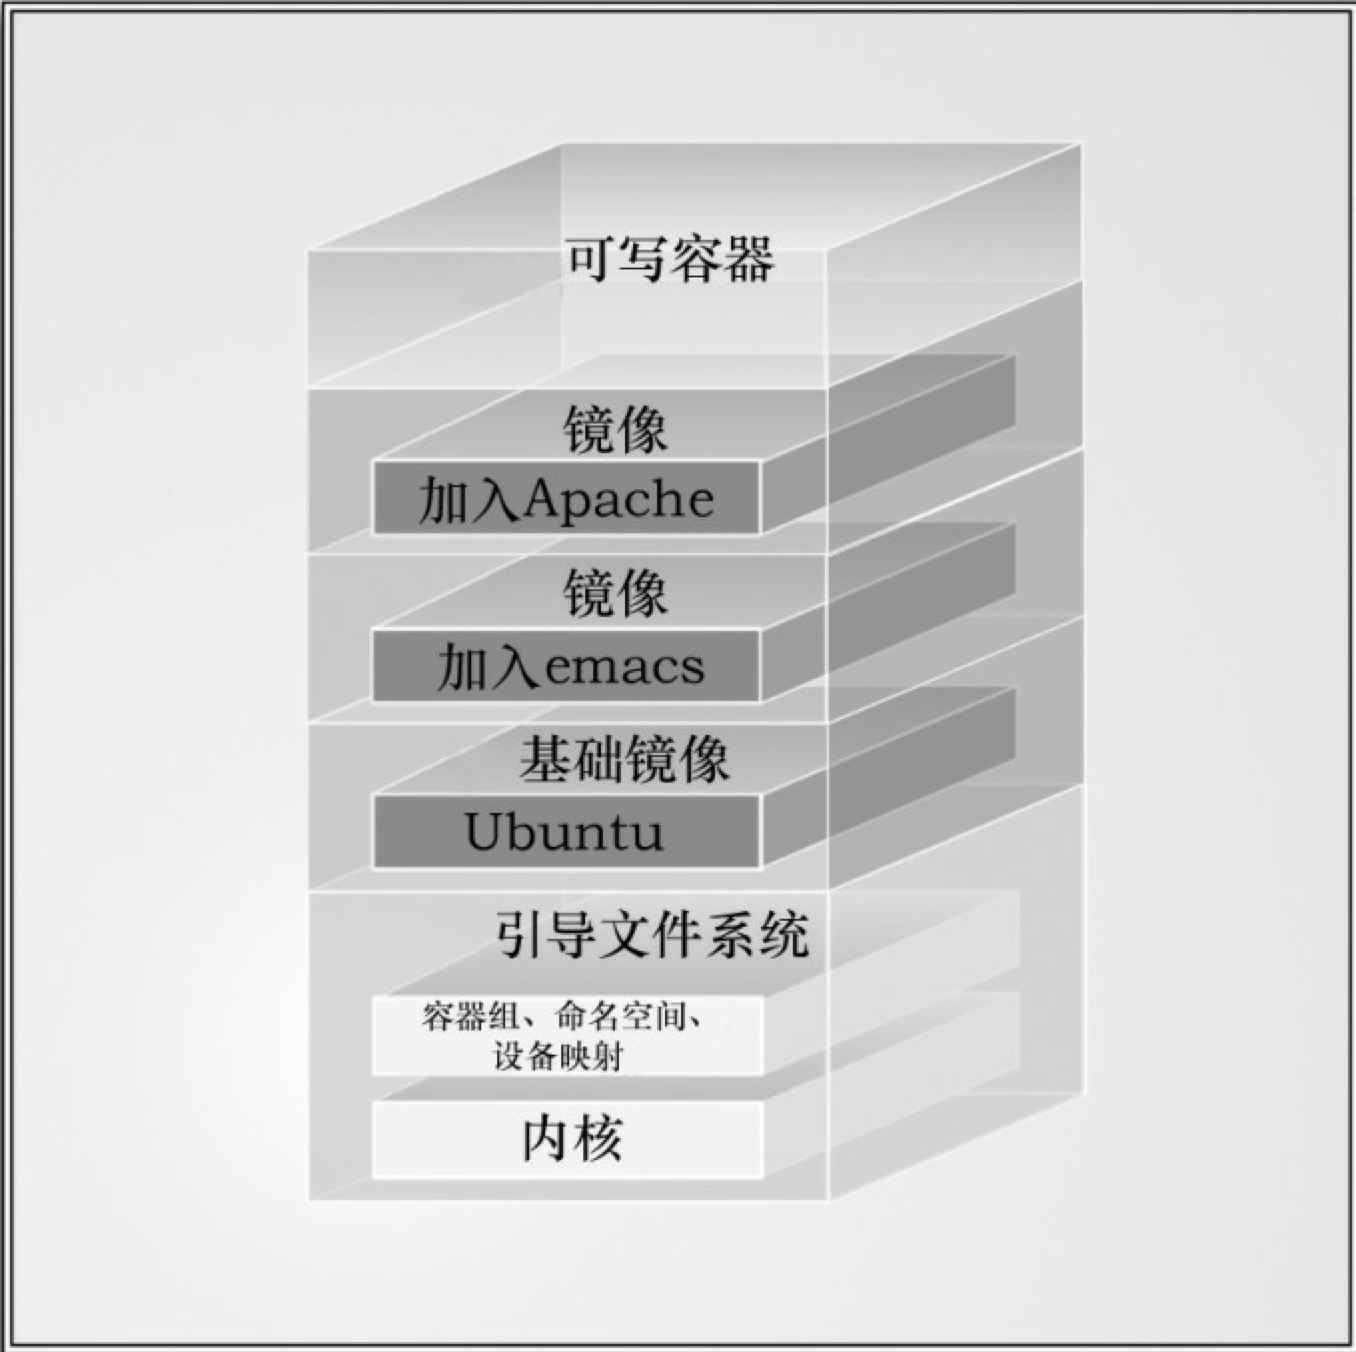 可写容器
镜像
加入Apache
镜像
加入emacs
基础镜像
Ubuntu
引导文件系统
容器组、命名空间、
设备映射
内核